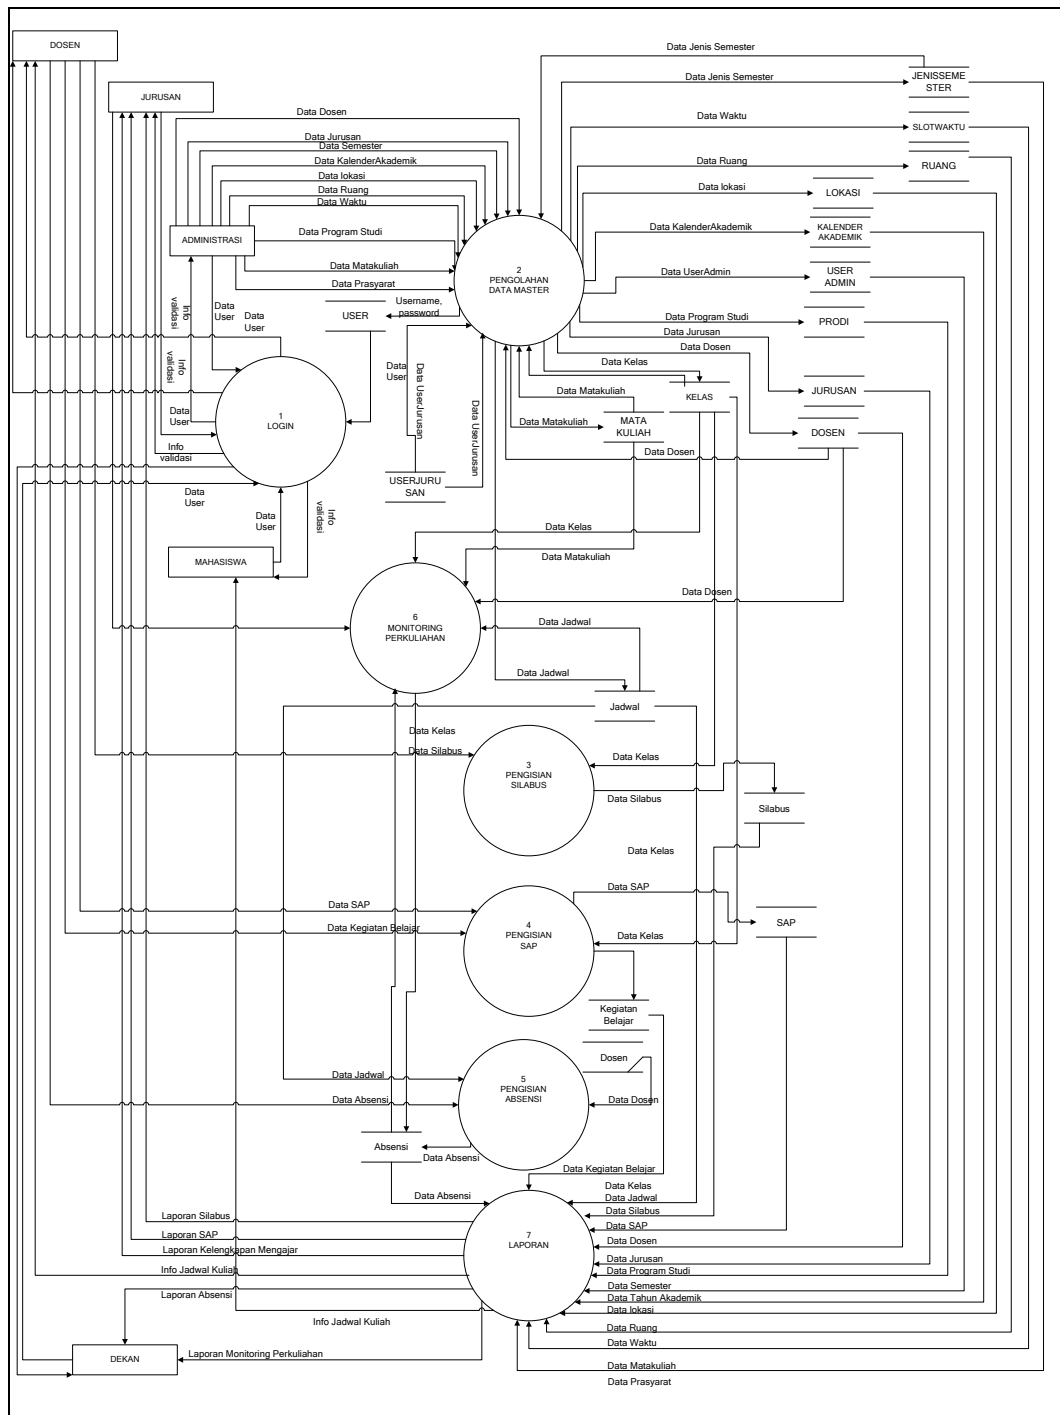 DOSEN
Data Jenis Semester
JENISSEME
STER
Data Jenis Semester
JURUSAN
Data Dosen
Data Waktu
SLOTWAKTU
Data Jurusan
Data Semester
Data KalenderAkademik
Data Ruang
RUANG
Data lokasi
Data Ruang
Data Waktu
Data lokasi
LOKASI
ADMINISTRASI
Data Program Studi
Data KalenderAkademik
KALENDER
AKADEMIK
Data Matakuliah
2
PENGOLAHAN
DATA MASTER
Data UserAdmin
USER
ADMIN
Data Prasyarat
Info
validasi
Data
User
Data
User
Data
User
USER
Username,
password
Data Program Studi
PRODI
Data Jurusan
Data Dosen
Info
validasi
Data
User
Data UserJurusan
Data UserJurusan
Data Kelas
KELAS
JURUSAN
1
LOGIN
Data
User
Data Matakuliah
Data Matakuliah
MATA
KULIAH
DOSEN
Info
validasi
Data Dosen
USERJURU
SAN
Data
User
Data
User
Info
validasi
Data Kelas
MAHASISWA
Data Matakuliah
Data Dosen
6
MONITORING
PERKULIAHAN
Data Jadwal
Data Jadwal
Jadwal
Data Kelas
Data Silabus
3
PENGISIAN
SILABUS
Data Kelas
Data Silabus
Silabus
Data Kelas
Data SAP
Data SAP
SAP
Data Kegiatan Belajar
4
PENGISIAN
SAP
Data Kelas
Kegiatan
Belajar
Dosen
Data Jadwal
5
PENGISIAN
ABSENSI
Data Absensi
Data Dosen
Absensi
Data Absensi
Data Kegiatan Belajar
Data Absensi
Data Kelas
Data Jadwal
Data Silabus
Laporan Silabus
Data SAP
Laporan SAP
7
LAPORAN
Data Dosen
Laporan Kelengkapan Mengajar
Data Jurusan
Info Jadwal Kuliah
Data Program Studi
Laporan Absensi
Data Semester
Data Tahun Akademik
Data lokasi
Info Jadwal Kuliah
Data Ruang
Data Waktu
DEKAN
Laporan Monitoring Perkuliahan
Data Matakuliah
Data Prasyarat